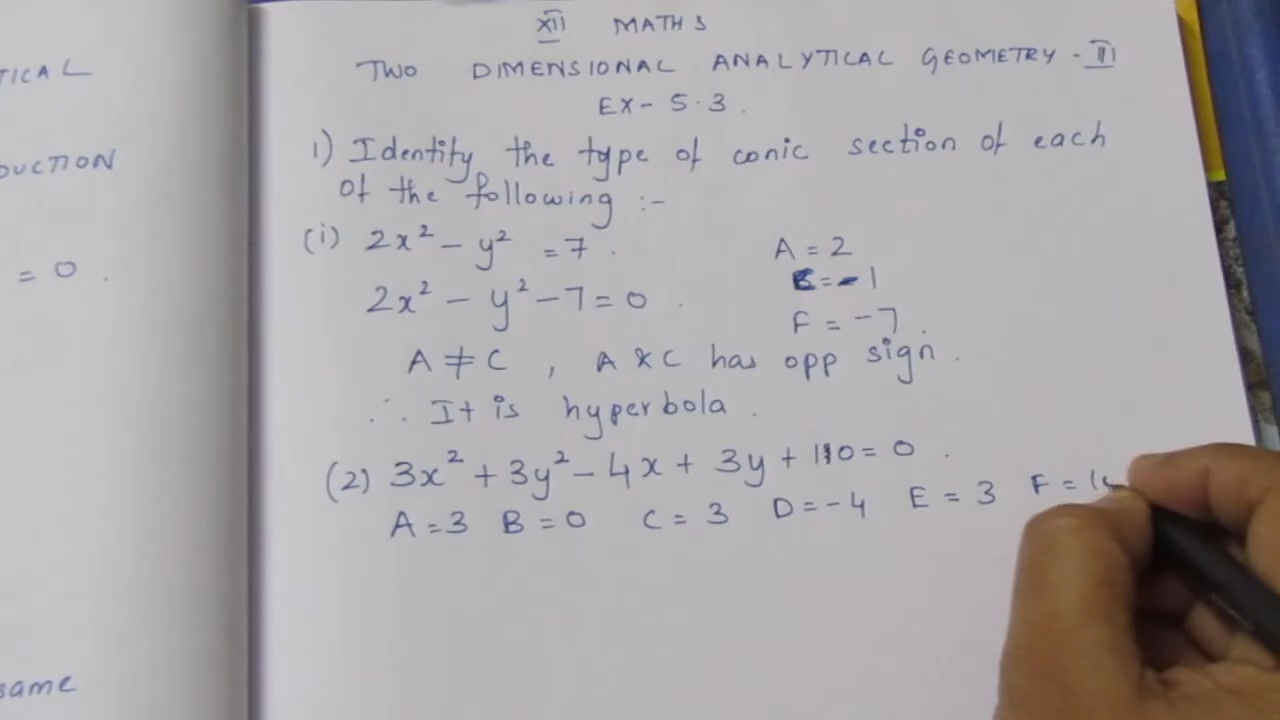 TICAL
DUCTION
= 0 .
same
XII MATHS
TWO DIMENSIONAL ANALYTICAL GEOMETRY - II
EX - 5.3 .
1) Identify the type of conic section of each
of the following :-
(i) 2x² - y² = 7 .
A = 2
2x² - y² - 7 = 0 .
C = -1
F = -7 .
A ≠ C , A & C has opp sign .
∴ It is hyperbola .
(2) 3x² + 3y² - 4x + 3y + 10 = 0 .
A = 3 B = 0 C = 3 D = -4 E = 3 F =